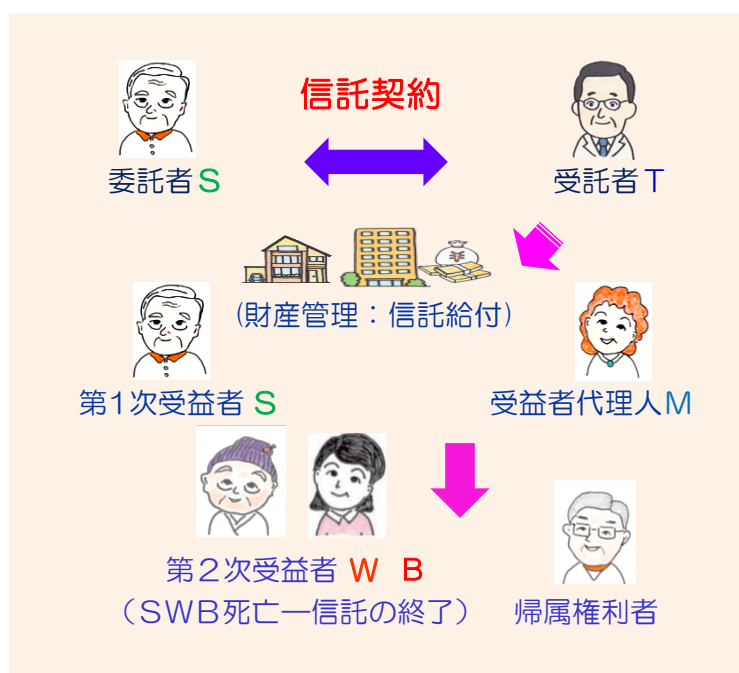 信託契約
委託者S
受託者T
¥
(財産管理：信託給付)
第1次受益者 S
受益者代理人M
第２次受益者 W B
（ＳＷＢ死亡―信託の終了）
帰属権利者